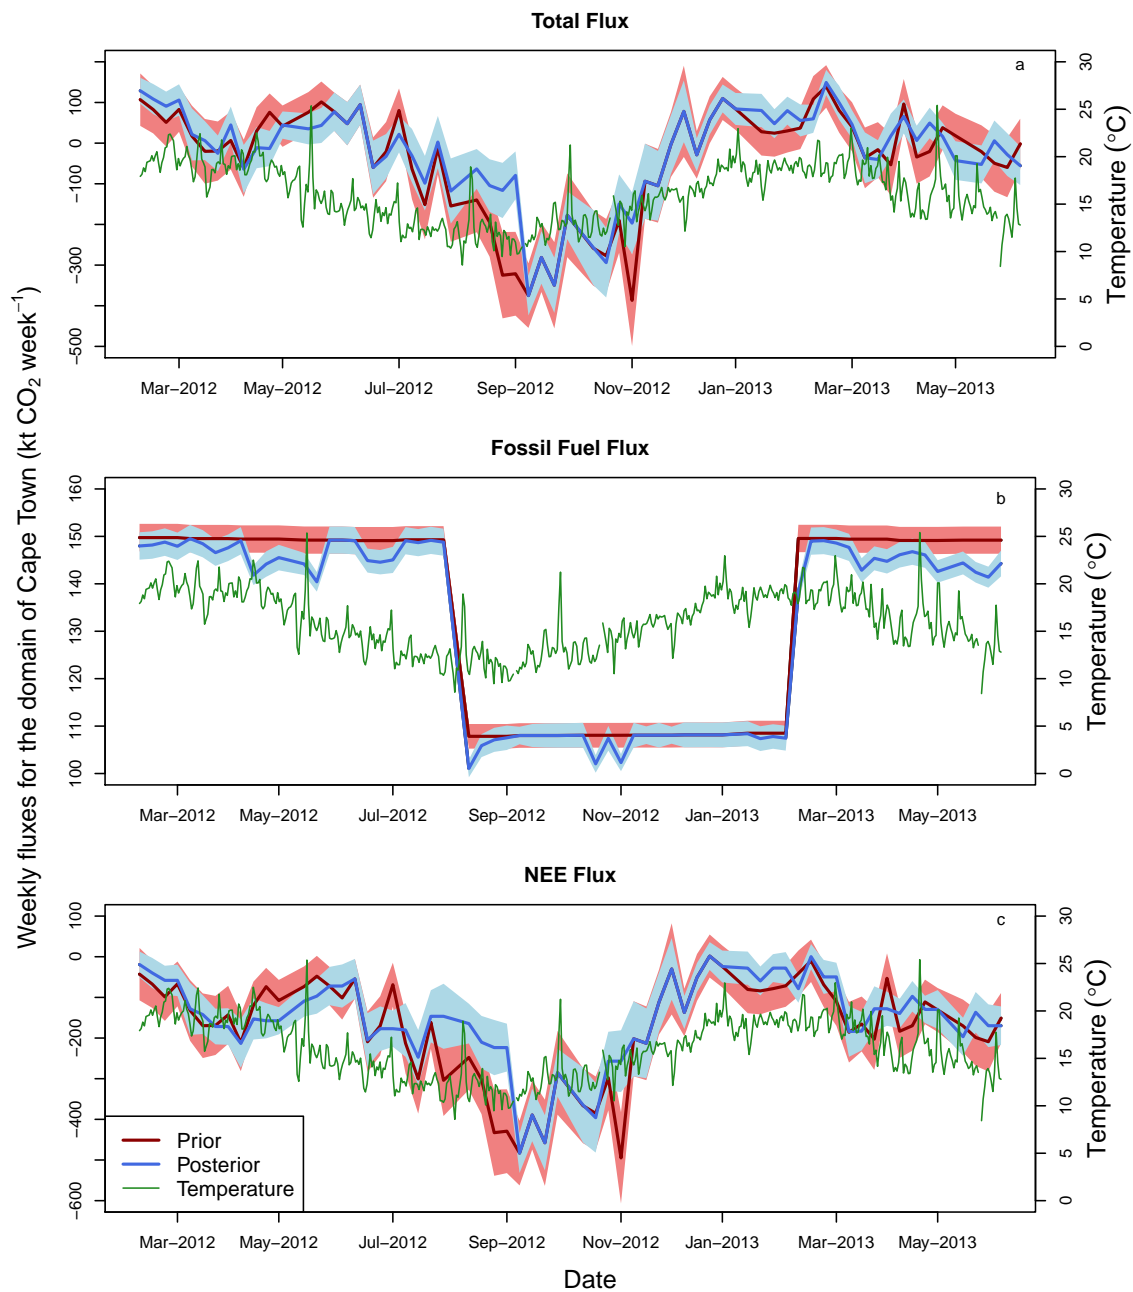 Total Flux
a
100
0
−100
−300
−500
30
25
20
15
10
5
0
Temperature (°C)
Mar−2012
May−2012
Jul−2012
Sep−2012
Nov−2012
Jan−2013
Mar−2013
May−2013
Weekly fluxes for the domain of Cape Town (kt CO₂ week⁻¹)
Fossil Fuel Flux
b
160
150
140
130
120
110
100
30
25
20
15
10
5
0
Temperature (°C)
Mar−2012
May−2012
Jul−2012
Sep−2012
Nov−2012
Jan−2013
Mar−2013
May−2013
NEE Flux
c
100
0
−200
−400
−600
30
25
20
15
10
5
0
Temperature (°C)
Prior
Posterior
Temperature
Mar−2012
May−2012
Jul−2012
Sep−2012
Nov−2012
Jan−2013
Mar−2013
May−2013
Date